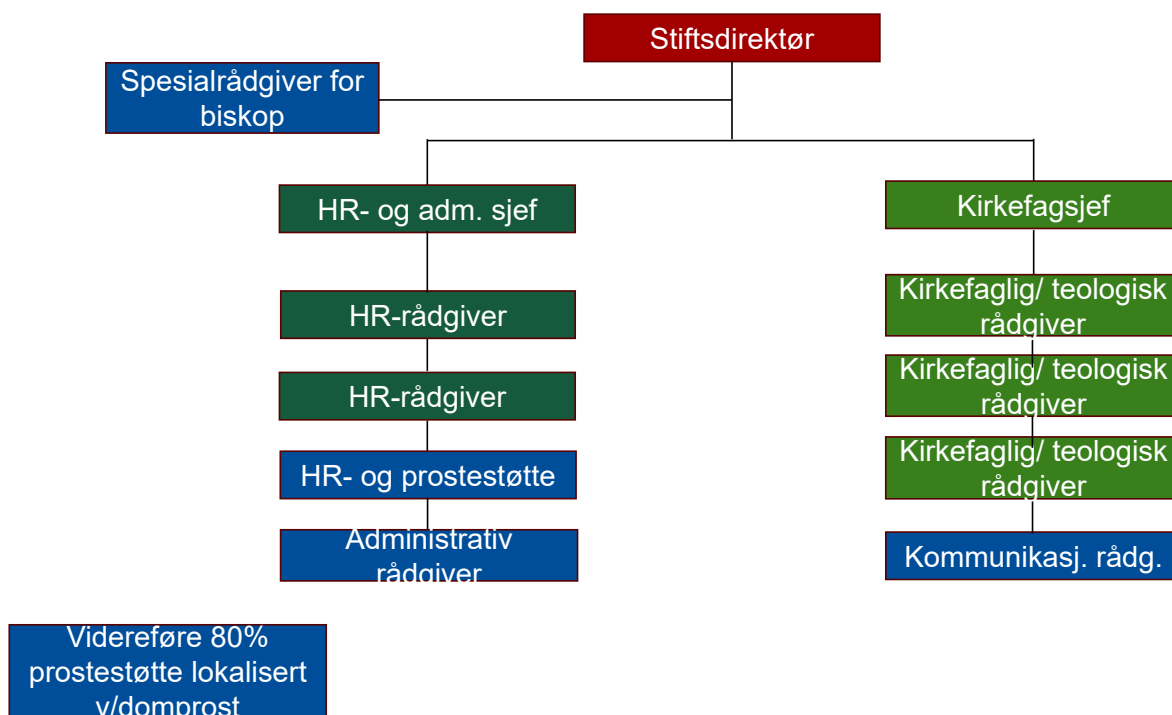 Stiftsdirektør
Spesialrådgiver for
biskop
HR- og adm. sjef
Kirkefagsjef
HR-rådgiver
HR-rådgiver
HR- og prostestøtte
Administrativ
rådgiver
Kirkefaglig/ teologisk
rådgiver
Kirkefaglig/ teologisk
rådgiver
Kirkefaglig/ teologisk
rådgiver
Kommunikasj. rådg.
Videreføre 80%
prostestøtte lokalisert
v/domprost